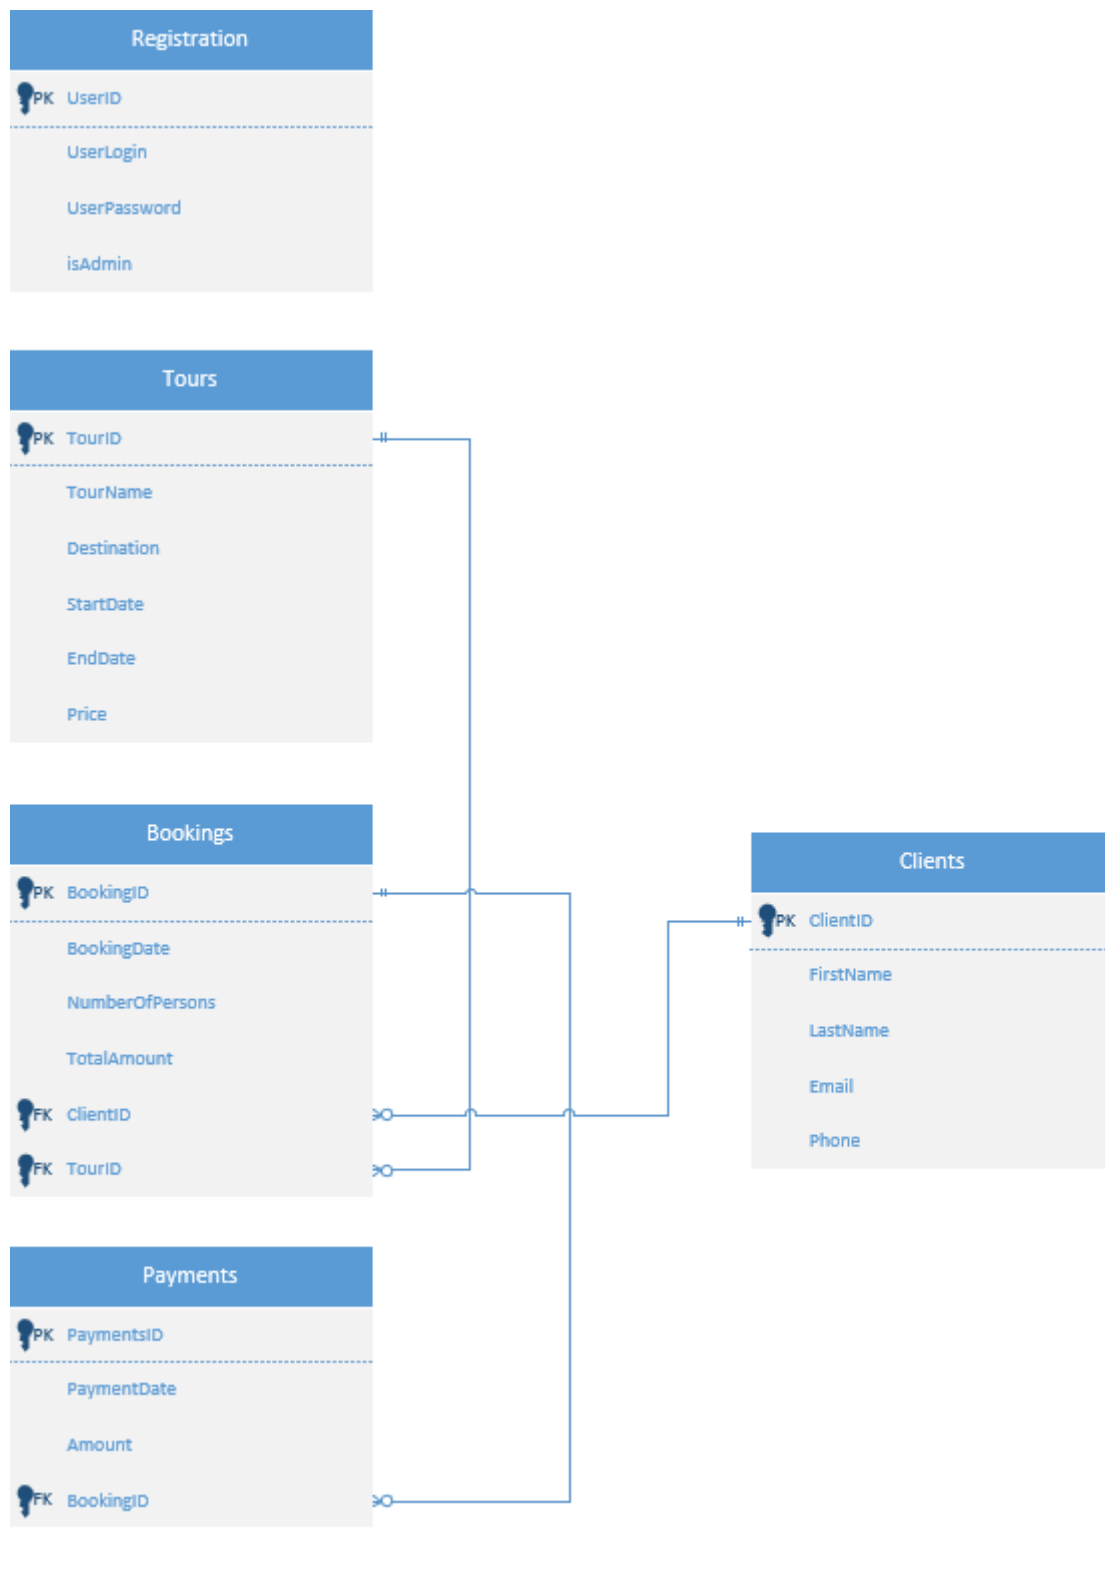 Registration
PK UserID
UserLogin
UserPassword
isAdmin
Tours
PK TourID
TourName
Destination
StartDate
EndDate
Price
Bookings
PK BookingID
BookingDate
NumberOfPersons
TotalAmount
FK ClientID
FK TourID
Clients
PK ClientID
FirstName
LastName
Email
Phone
Payments
PK PaymentsID
PaymentDate
Amount
FK BookingID